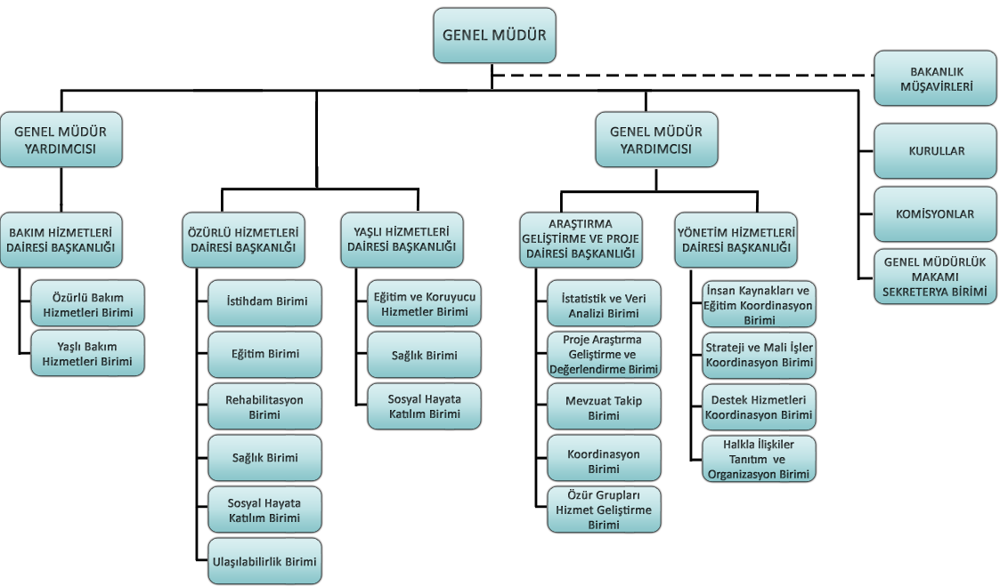 GENEL MÜDÜR
BAKANLIK
MÜŞAVİRLERİ
GENEL MÜDÜR
YARDIMCISI
GENEL MÜDÜR
YARDIMCISI
KURULLAR
KOMİSYONLAR
GENEL MÜDÜRLÜK
MAKAMI
SEKRETERYA BİRİMİ
BAKIM HİZMETLERİ
DAİRESİ BAŞKANLIĞI
Özürlü Bakım
Hizmetleri Birimi
Yaşlı Bakım
Hizmetleri Birimi
ÖZÜRLÜ HİZMETLERİ
DAİRESİ BAŞKANLĞI
İstihdam Birimi
Eğitim Birimi
Rehabilitasyon
Birimi
Sağlık Birimi
Sosyal Hayata
Katılım Birimi
Ulaşılabilirlik Birimi
YAŞLI HİZMETLERİ
DAİRESİ BAŞKANLIĞI
Eğitim ve Koruyucu
Hizmetler Birimi
Sağlık Birimi
Sosyal Hayata
Katılım Birimi
ARAŞTIRMA
GELİŞTİRME VE PROJE
DAİRESİ BAŞKANLIĞI
İstatistik ve Veri
Analizi Birimi
Proje Araştırma
Geliştirme ve
Değerlendirme Birimi
Mevzuat Takip
Birimi
Koordinasyon
Birimi
Özür Grupları
Hizmet Geliştirme
Birimi
YÖNETİM HİZMETLERİ
DAİRESİ BAŞKANLIĞI
İnsan Kaynakları ve
Eğitim Koordinasyon
Birimi
Strateji ve Mali İşler
Koordinasyon Birimi
Destek Hizmetleri
Koordinasyon Birimi
Halkla İlişkiler
Tanıtım ve
Organizasyon Birimi